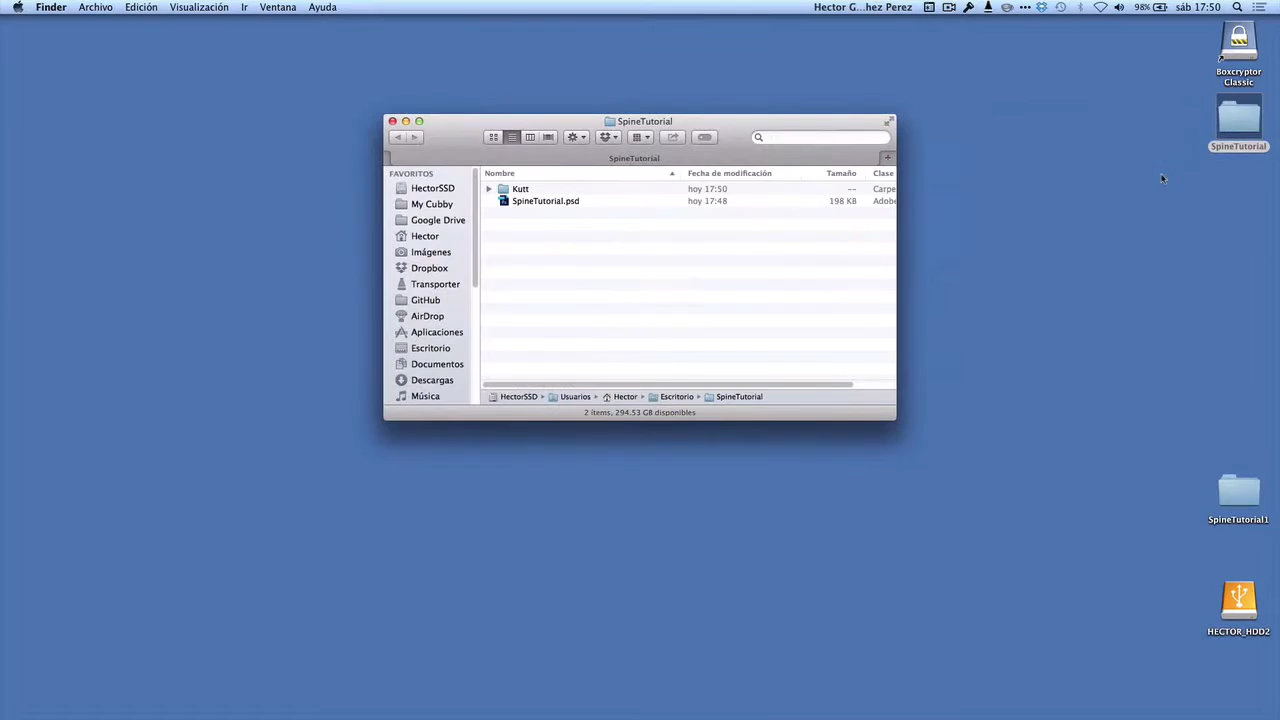 Finder Archivo Edición Visualización Ir Ventana Ayuda Hector G...hez Perez 98% sáb 17:50
Boxcryptor
Classic
SpineTutorial
SpineTutorial
SpineTutorial
FAVORITOS
HectorSSD
My Cubby
Google Drive
Hector
Imágenes
Dropbox
Transporter
GitHub
AirDrop
Aplicaciones
Escritorio
Documentos
Descargas
Música
Nombre Fecha de modificación Tamaño Clase
Kutt hoy 17:50 -- Carpe
SpineTutorial.psd hoy 17:48 198 KB Adob
HectorSSD Usuarios Hector Escritorio SpineTutorial
2 ítems, 294.53 GB disponibles
SpineTutorial1
HECTOR_HDD2